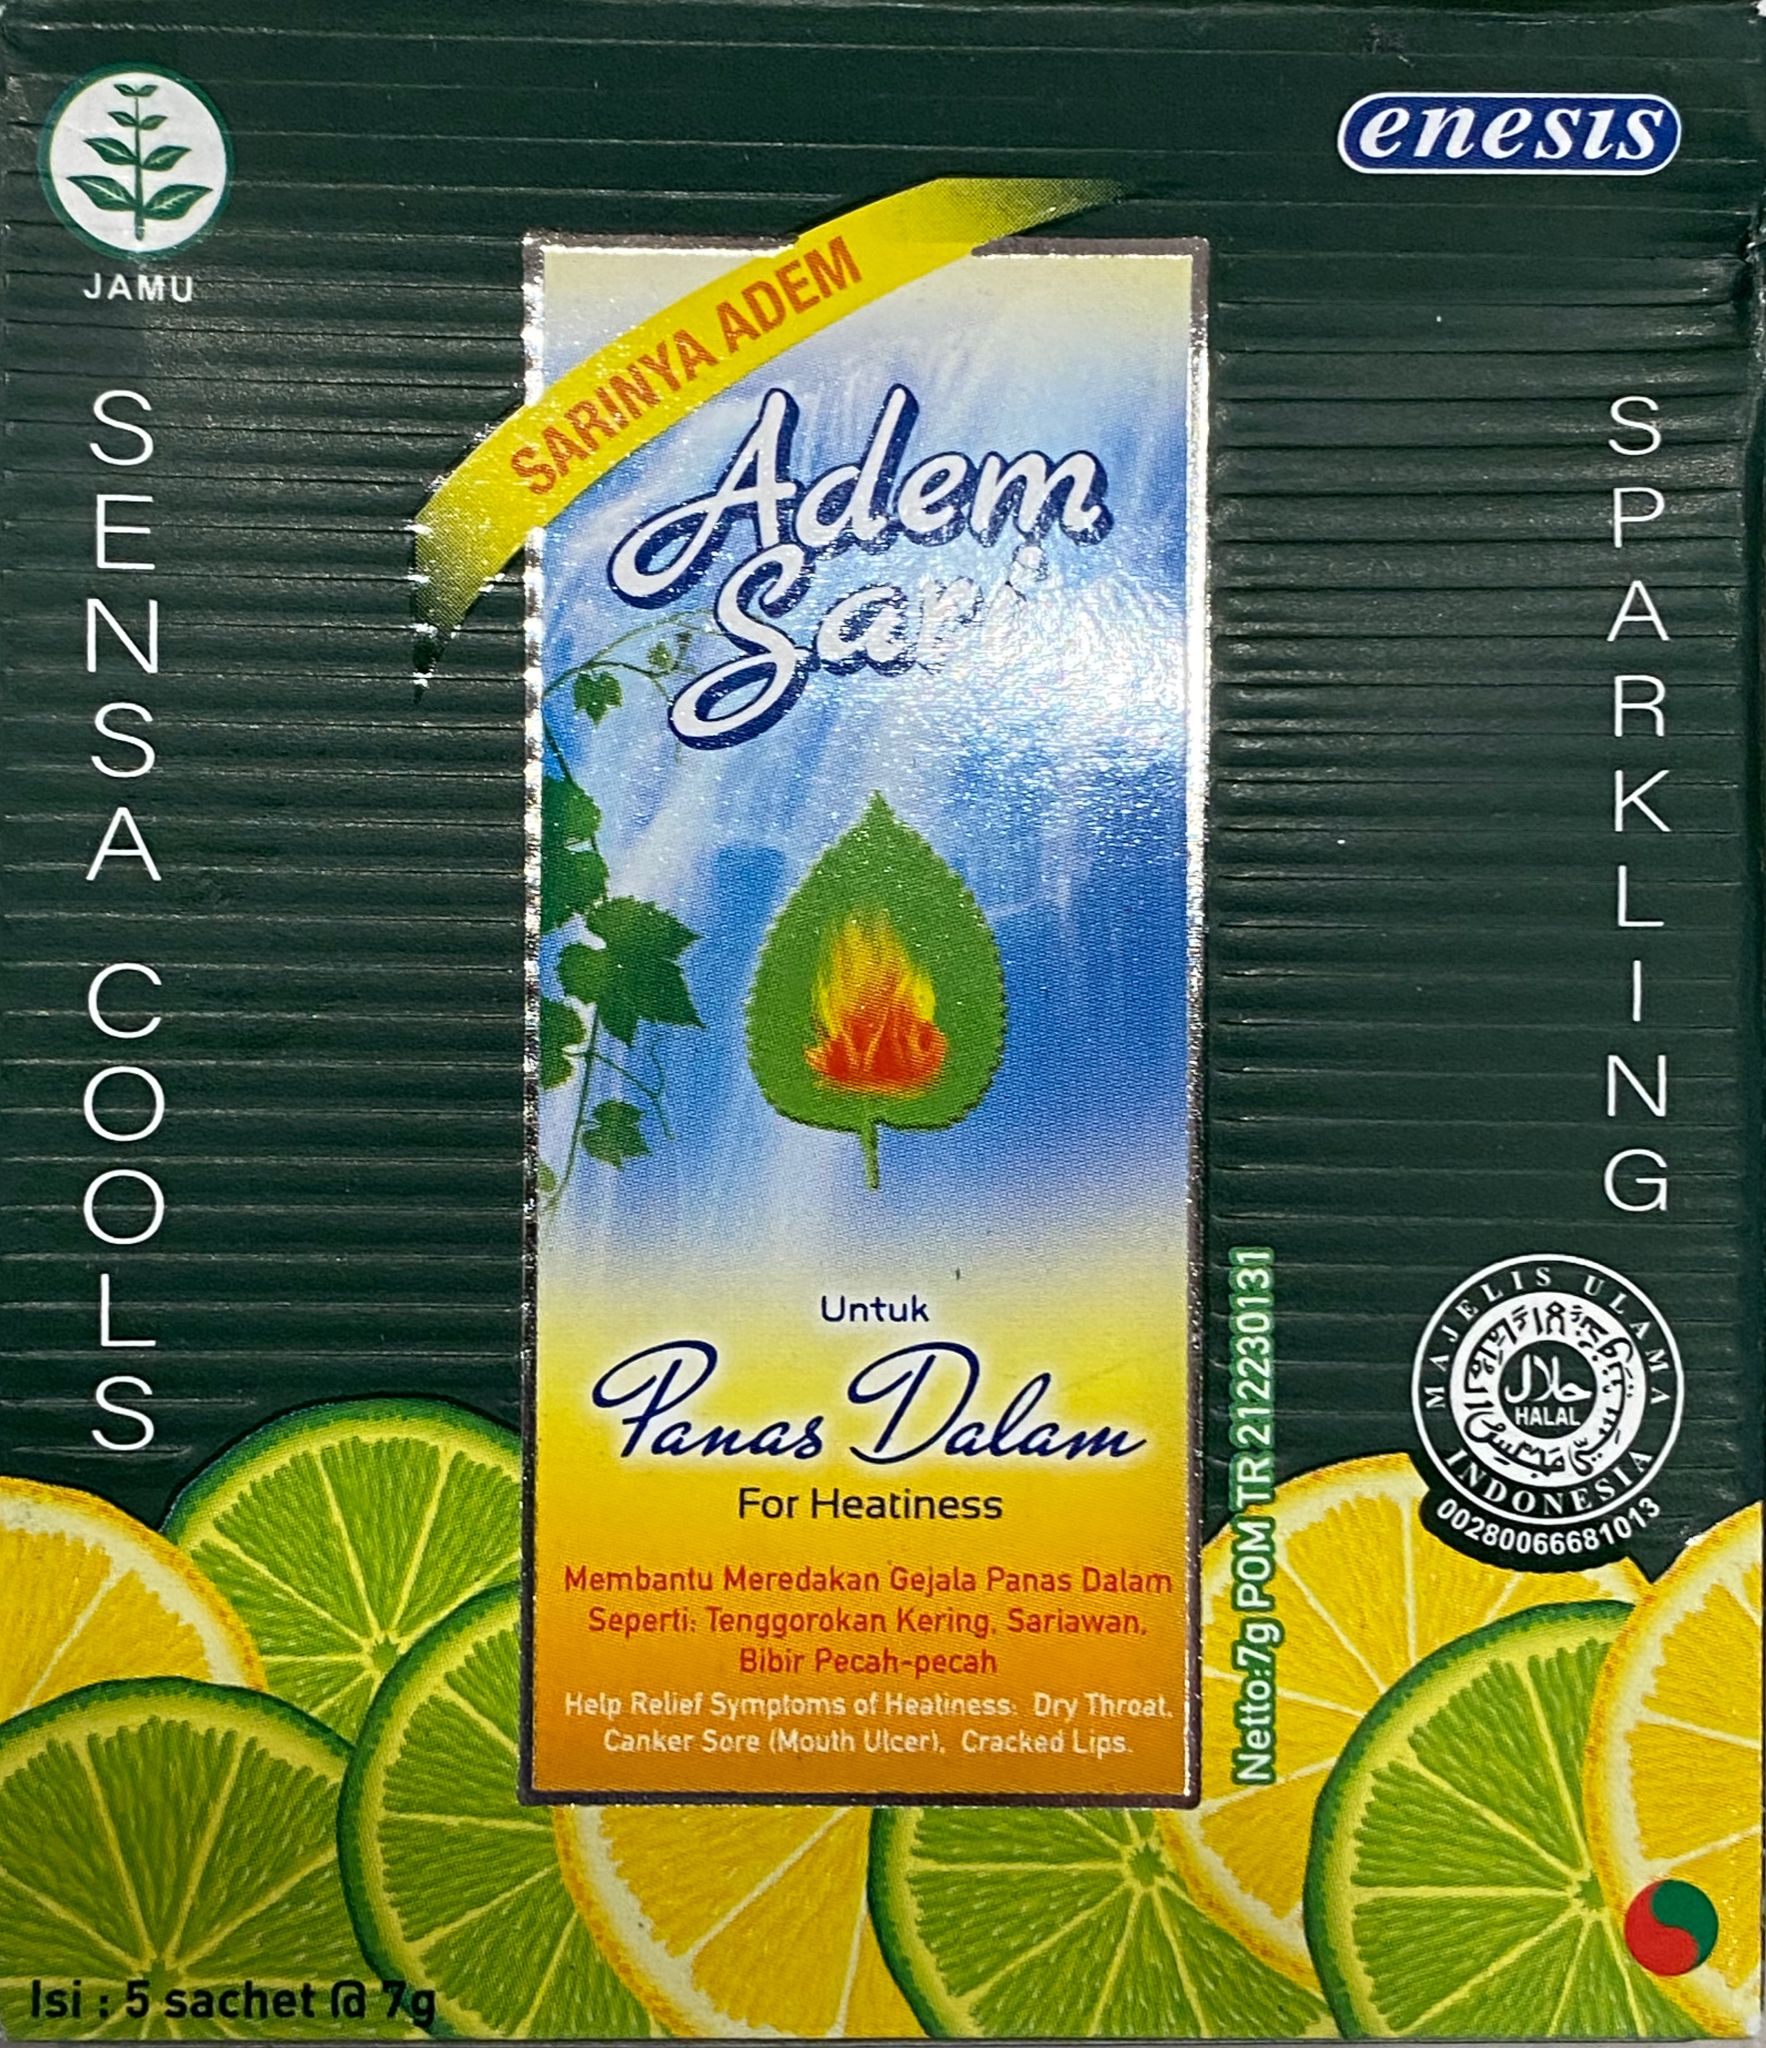 JAMU
enesis
SARINYA ADEM
Adem
Sari
SENSA COOLS
SPARKLING
Untuk
Panas Dalam
For Heatiness
Membantu Meredakan Gejala Panas Dalam
Seperti: Tenggorokan Kering, Sariawan,
Bibir Pecah-pecah
Help Relief Symptoms of Heatiness: Dry Throat,
Canker Sore (Mouth Ulcer), Cracked Lips.
Netto:7g POM TR 212230131
MAJELIS ULAMA
حلال
HALAL
INDONESIA
00280066681013
Isi : 5 sachet @ 7g